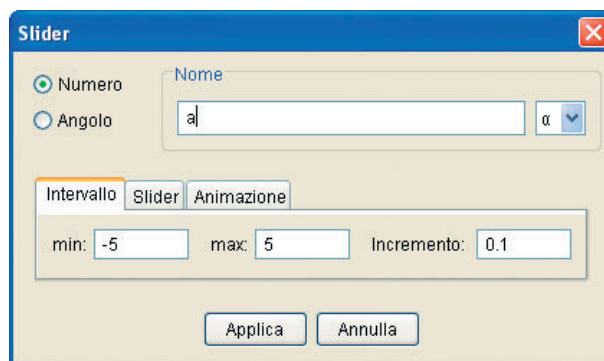 Slider
Numero
Angolo
Nome
a
α
Intervallo Slider Animazione
min: -5 max: 5 Incremento: 0.1
Applica Annulla